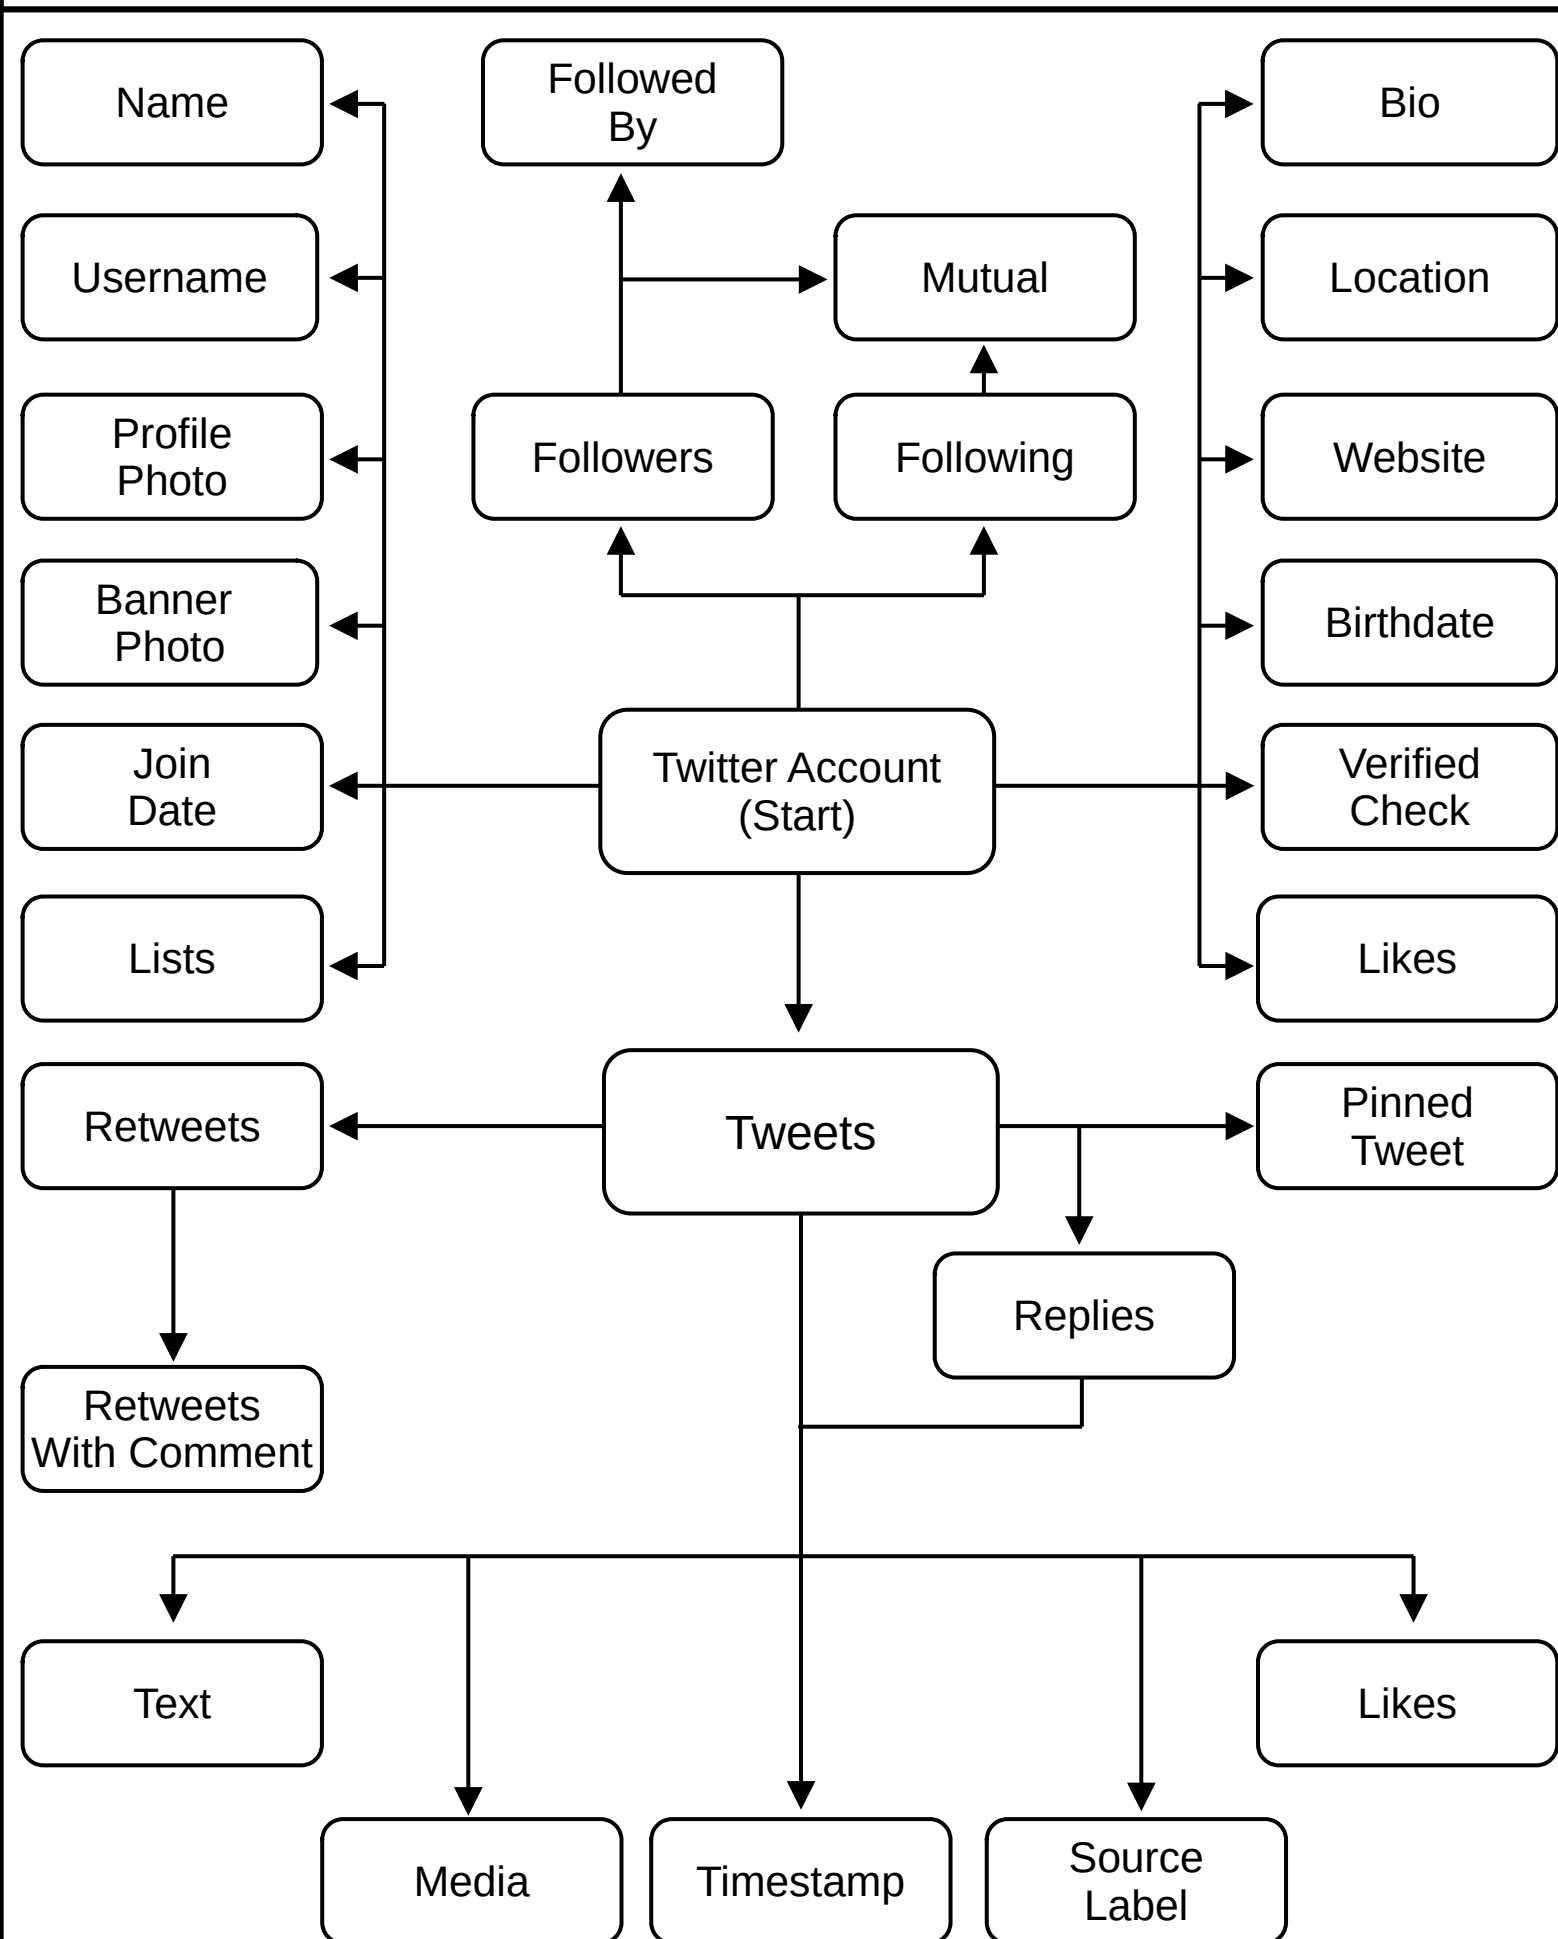 Name
Followed
By
Bio
Username
Mutual
Location
Profile
Photo
Followers
Following
Website
Banner
Photo
Birthdate
Join
Date
Twitter Account
(Start)
Verified
Check
Lists
Likes
Retweets
Tweets
Pinned
Tweet
Replies
Retweets
With Comment
Text
Likes
Media
Timestamp
Source
Label